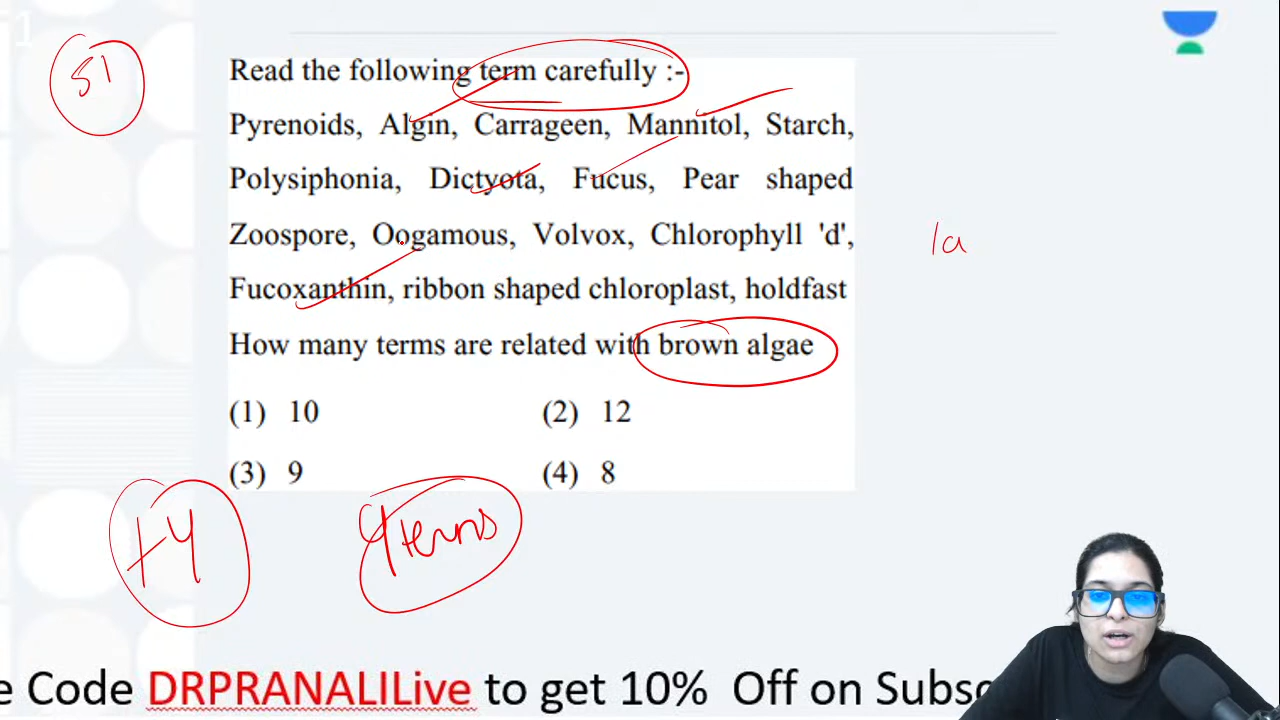 1
51
Read the following term carefully :-
Pyrenoids, Algin, Carrageen, Mannitol, Starch,
Polysiphonia, Dictyota, Fucus, Pear shaped
Zoospore, Oogamous, Volvox, Chlorophyll 'd',
Fucoxanthin, ribbon shaped chloroplast, holdfast
How many terms are related with brown algae
(1) 10 (2) 12
(3) 9 (4) 8
+4
9terms
e Code DRPRANALILive to get 10% Off on Subsc